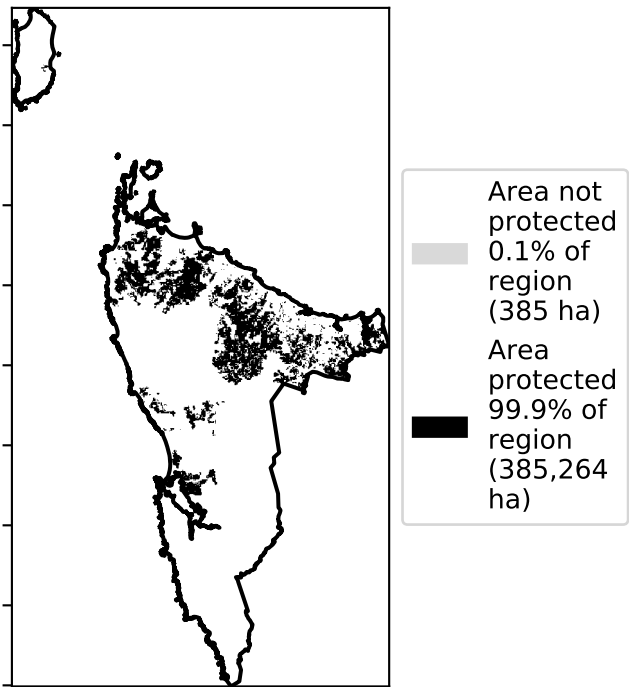 Area not
protected
0.1% of
region
(385 ha)
Area
protected
99.9% of
region
(385,264
ha)